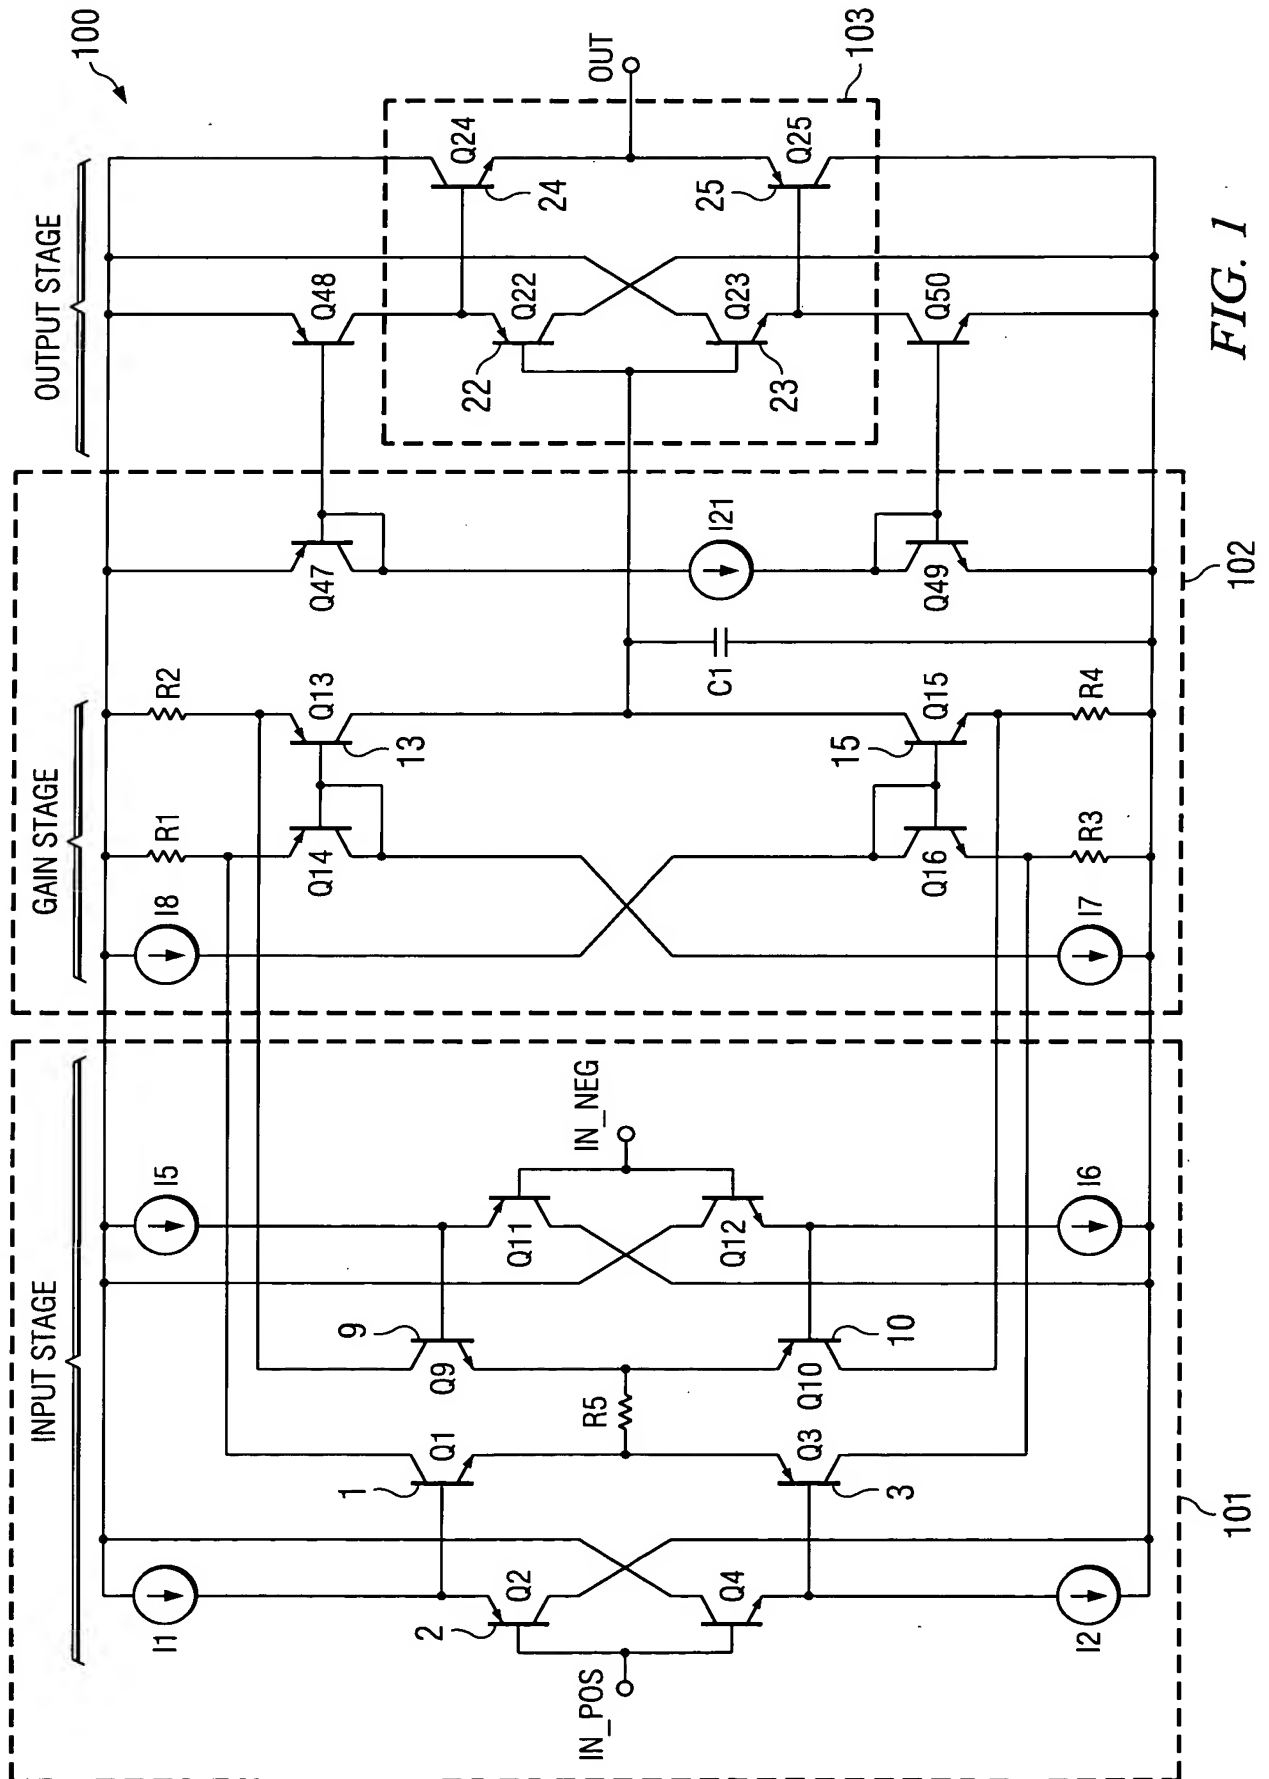 100
INPUT STAGE
GAIN STAGE
OUTPUT STAGE
I1
I5
I8
R1
R2
Q14
Q13
13
Q47
Q48
1
Q1
9
Q9
2
Q2
Q11
22
Q22
24
Q24
IN_POS
R5
IN_NEG
OUT
Q4
Q12
C1
I21
23
Q23
25
Q25
103
3
Q3
Q10
10
Q16
15
Q15
Q49
Q50
I2
I6
I7
R3
R4
101
102
FIG. 1